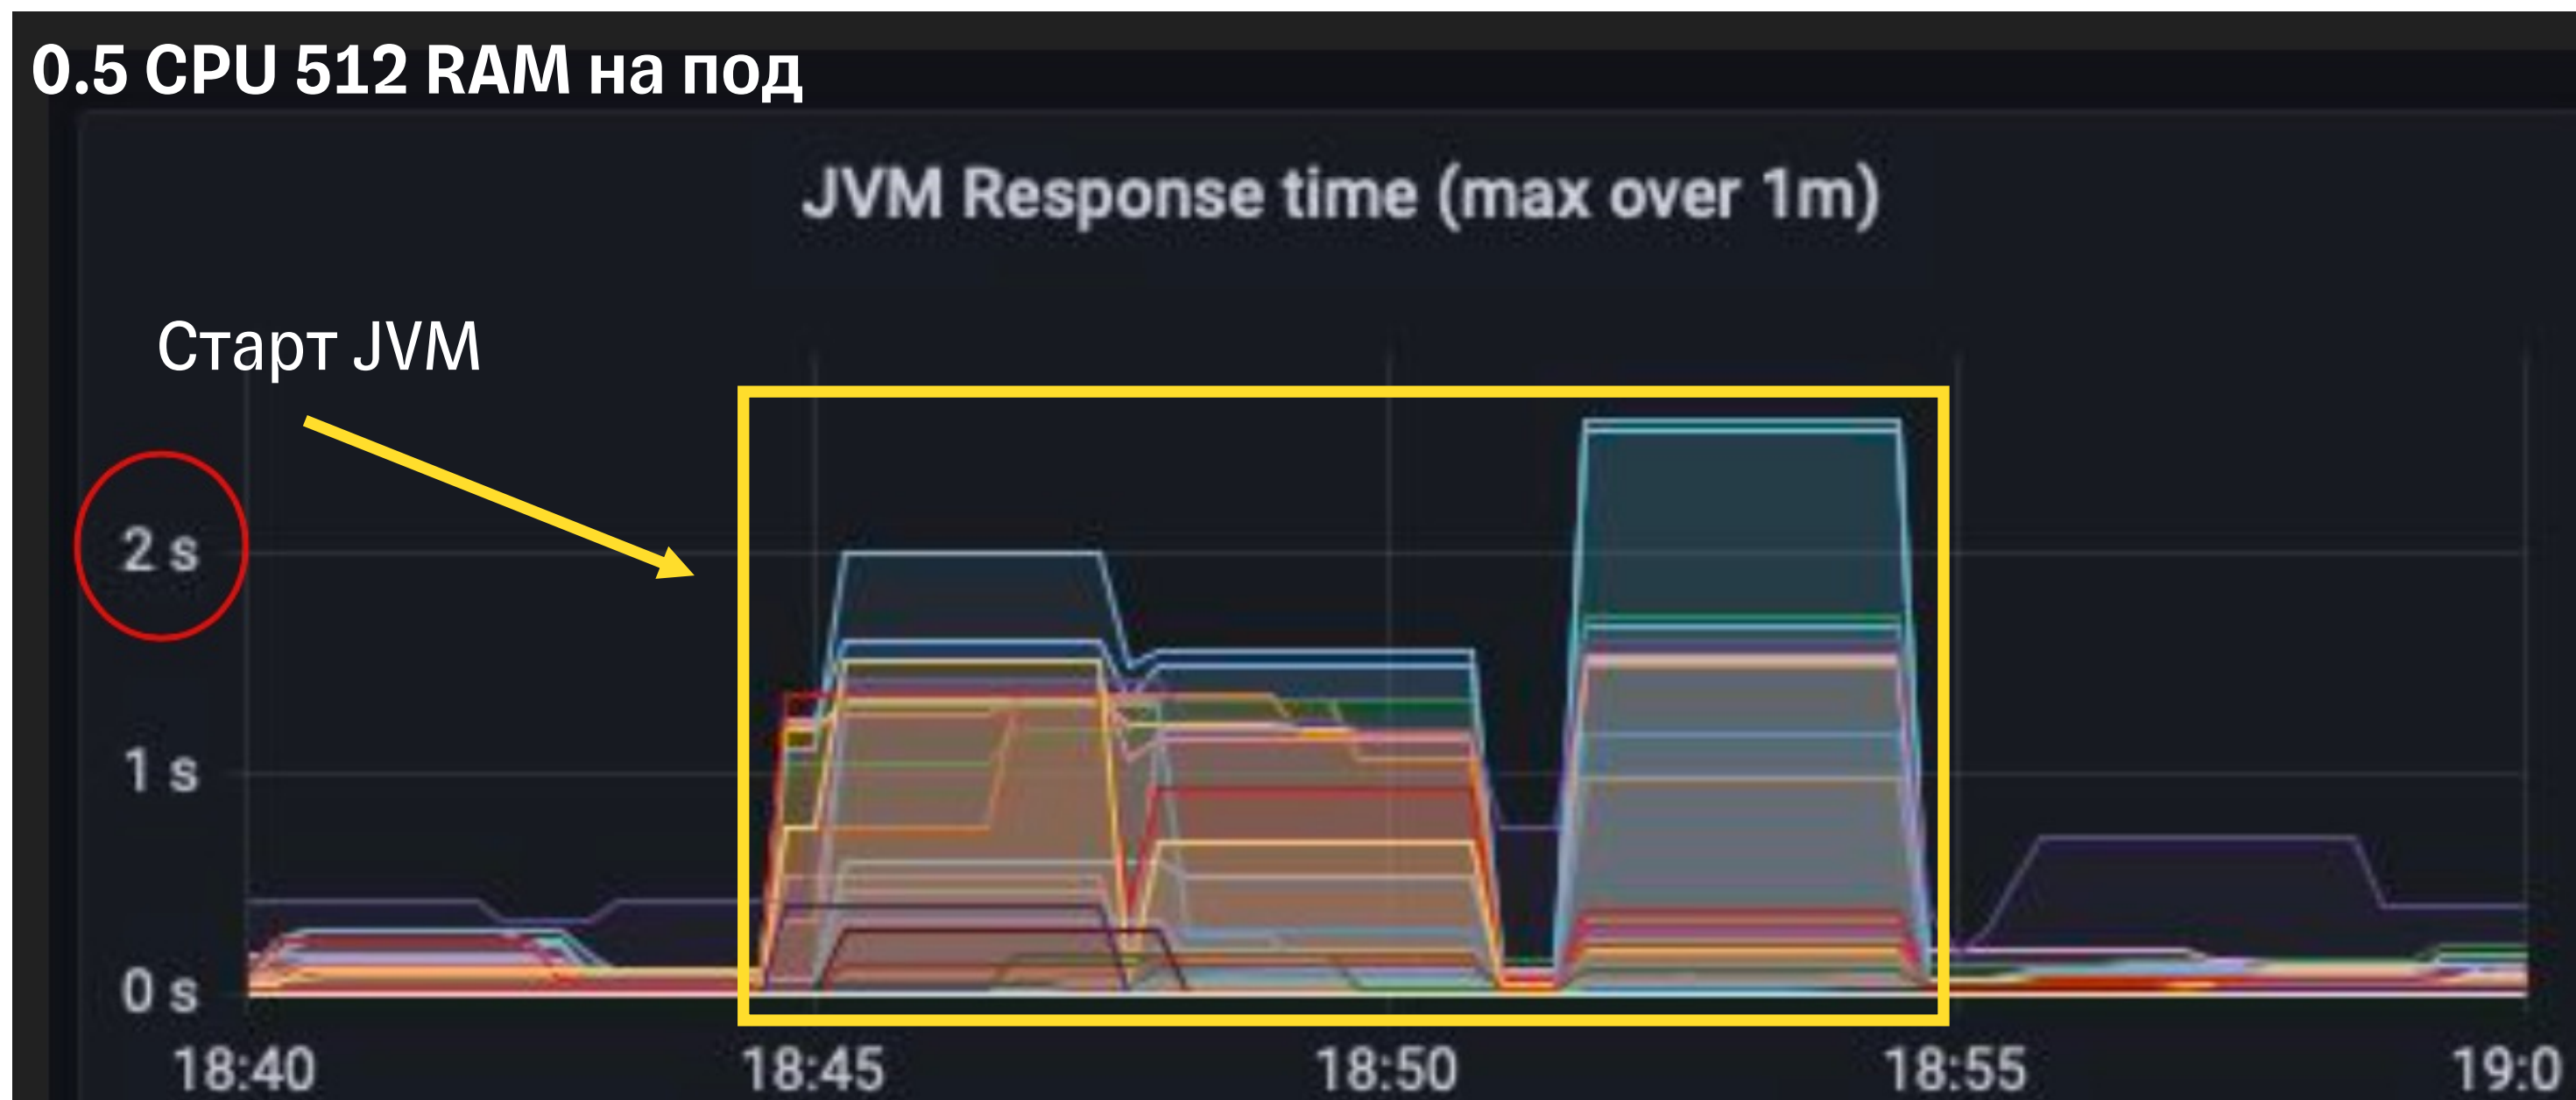 0.5 CPU 512 RAM на под
JVM Response time (max over 1m)
Старт JVM
2 s
1 s
0 s
18:40 18:45 18:50 18:55 19:0